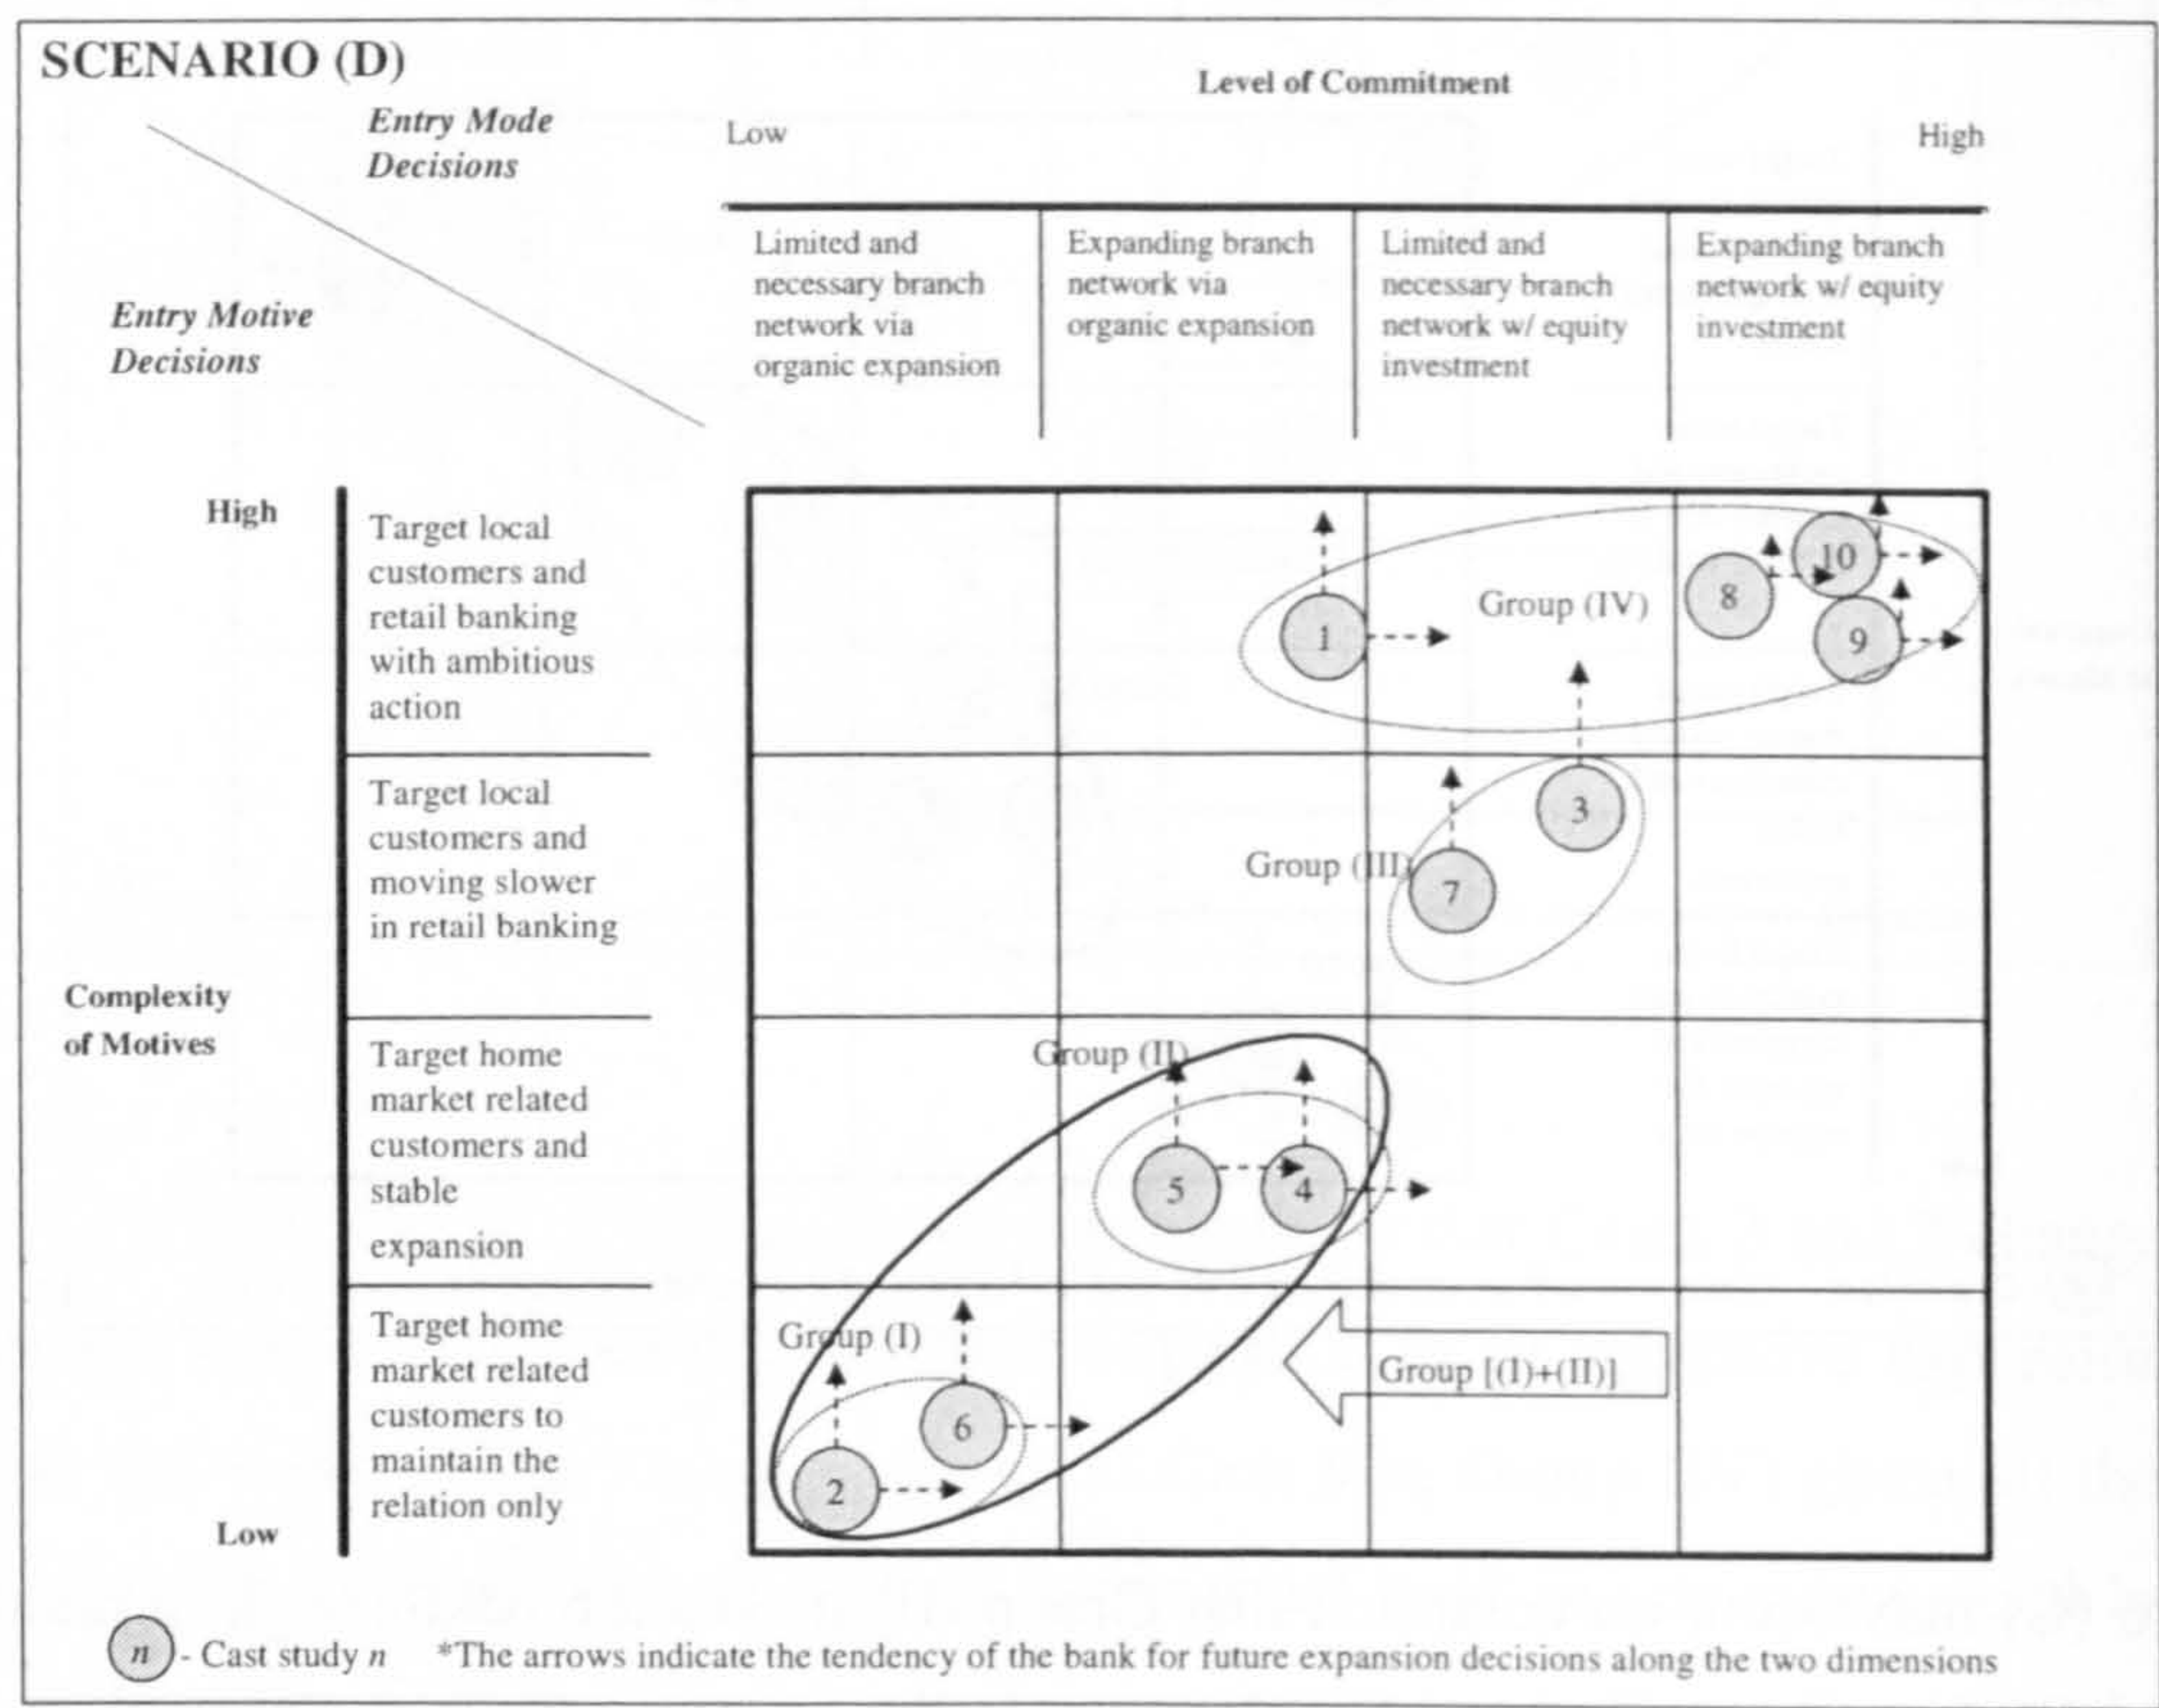 SCENARIO (D)
Entry Mode
Decisions
Entry Motive
Decisions
Level of Commitment
Low
High
Limited and
necessary branch
network via
organic expansion
Expanding branch
network via
organic expansion
Limited and
necessary branch
network w/ equity
investment
Expanding branch
network w/ equity
investment
High
Complexity
of Motives
Low
Target local
customers and
retail banking
with ambitious
action
Target local
customers and
moving slower
in retail banking
Target home
market related
customers and
stable
expansion
Target home
market related
customers to
maintain the
relation only
1
Group (IV)
8
10
9
Group (III)
7
3
Group (II)
5
4
Group (I)
6
2
Group [(I)+(II)]
n - Cast study n *The arrows indicate the tendency of the bank for future expansion decisions along the two dimensions